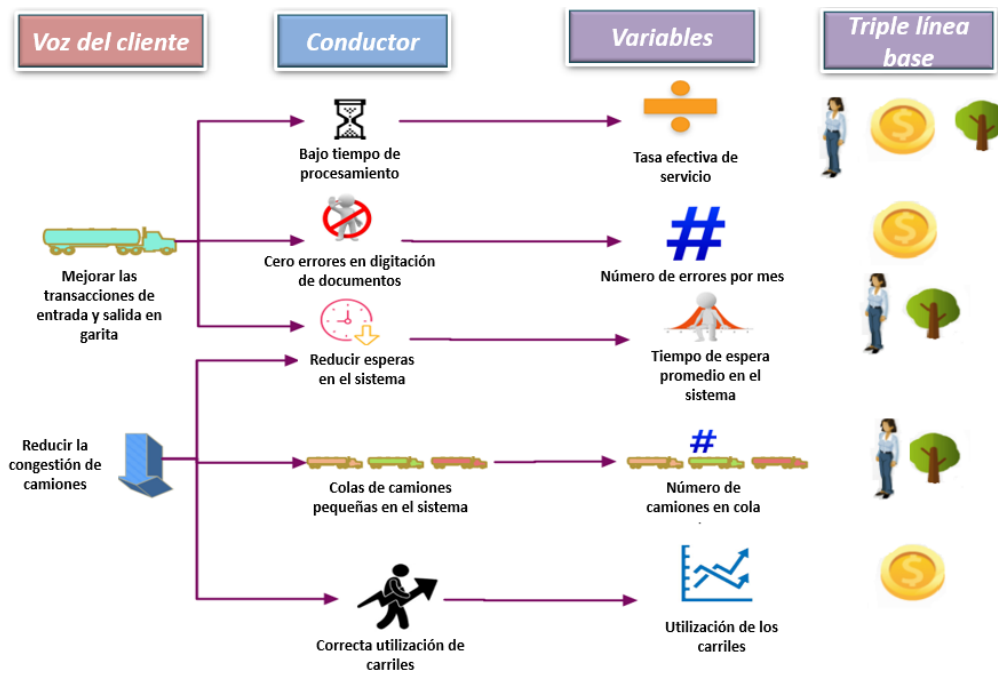 Voz del cliente
Conductor
Variables
Triple línea
base
Bajo tiempo de
procesamiento
Tasa efectiva de
servicio
Mejorar las
transacciones de
entrada y salida en
garita
Cero errores en digitación
de documentos
#
Número de errores por mes
Reducir esperas
en el sistema
Tiempo de espera
promedio en el
sistema
Reducir la
congestión de
camiones
Colas de camiones
pequeñas en el sistema
#
Número de
camiones en cola
Correcta utilización de
carriles
Utilización de los
carriles
$
$
$